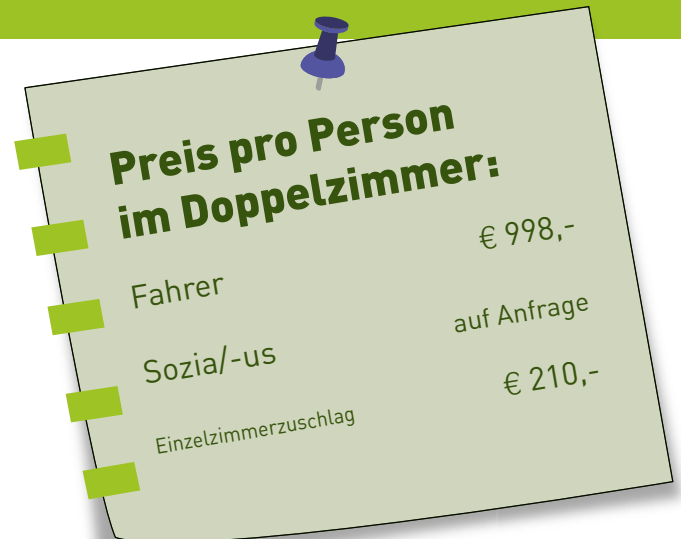 Preis pro Person
im Doppelzimmer:
Fahrer € 998,-
Sozia/-us auf Anfrage
Einzelzimmerzuschlag € 210,-